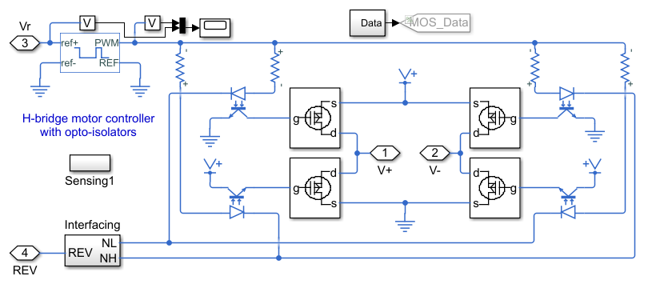 Vr
3
V
V
ref+
PWM
ref-
REF
Data
MOS_Data
+
-
+
-
-
+
-
+
H-bridge motor controller
with opto-isolators
V+
g
s
d
s
d
g
1
V+
2
V-
Sensing1
V+
g
d
s
d
s
g
V+
Interfacing
4
REV
REV
NL
NH